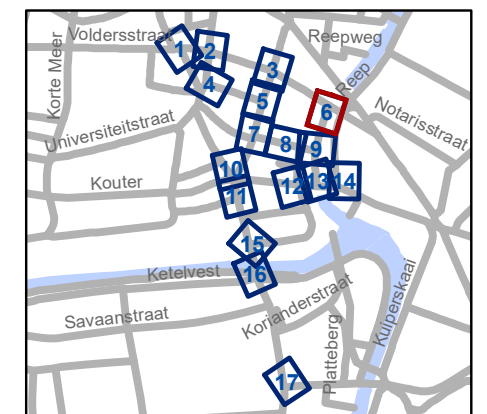 Voldersstraat
Reepweg
Korte Meer
1
2
3
4
5
6
Reep
Notarisstraat
Universiteitstraat
7
8
9
10
11
12
13
14
Kouter
15
16
Ketelvest
Savaanstraat
Korianderstraat
Platteberg
Kuiperskaai
17